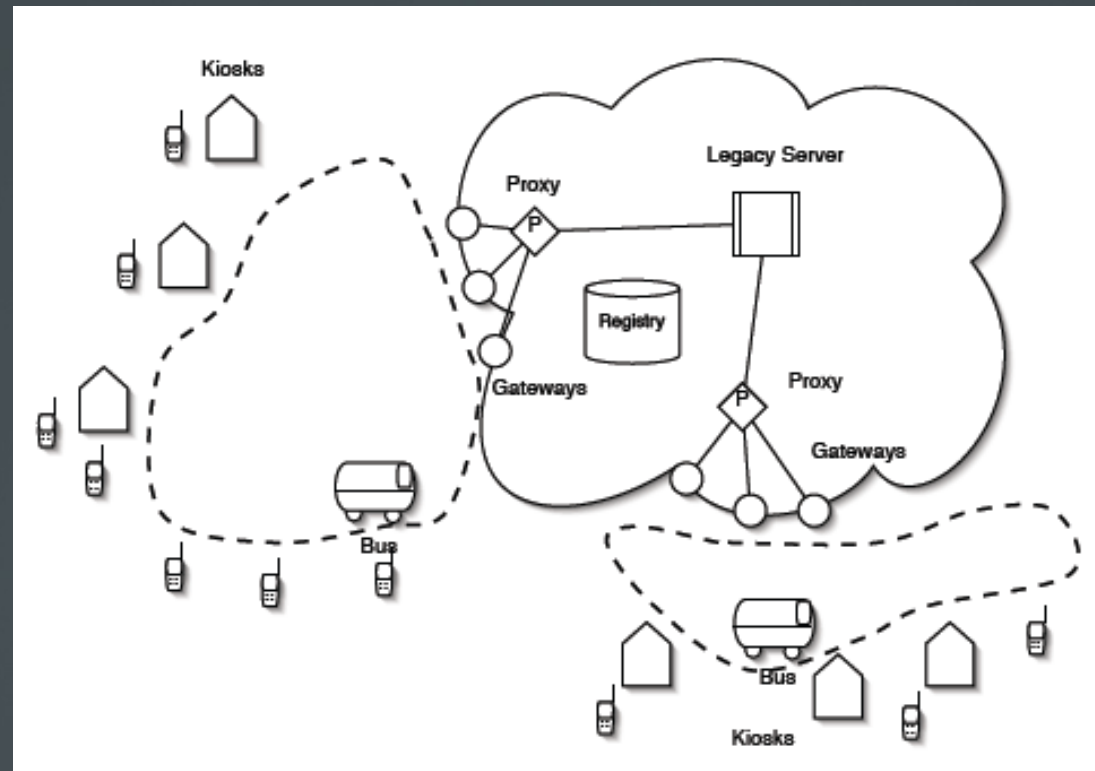 Kiosks
Legacy Server
Proxy
P
Registry
Gateways
Proxy
P
Gateways
Bus
Bus
Kiosks